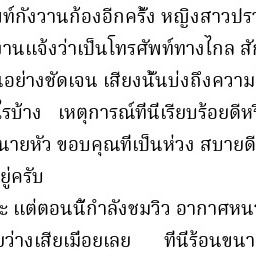 ท์กังวานก้องอีกครั้ง หญิงสาวปรา
งานแจ้งว่าเป็นโทรศัพท์ทางไกล สัก
อย่างชัดเจน เสียงนั้นบ่งถึงความ
รบ้าง เหตุการณ์ที่นี่เรียบร้อยดีหรื
นายหัว ขอบคุณที่เป็นห่วง สบายดี
ยู่ครับ
ะ แต่ตอนนี้กำลังชมวิว อากาศหน
ว่างเสียเมื่อยเลย ที่นี่ร้อนขนา